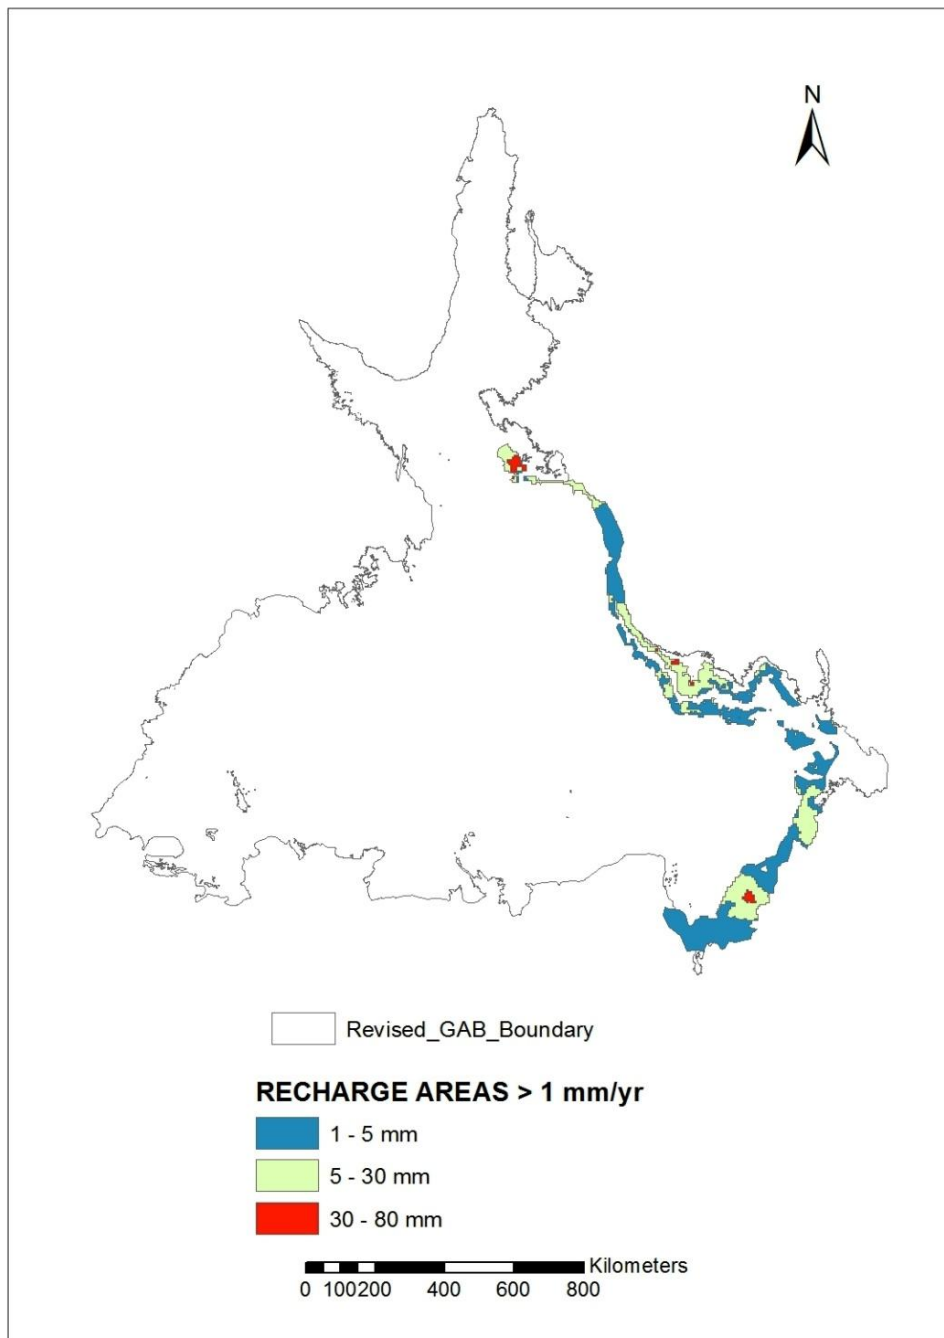 N
Revised_GAB_Boundary
RECHARGE AREAS > 1 mm/yr
1 - 5 mm
5 - 30 mm
30 - 80 mm
Kilometers
0 100200 400 600 800